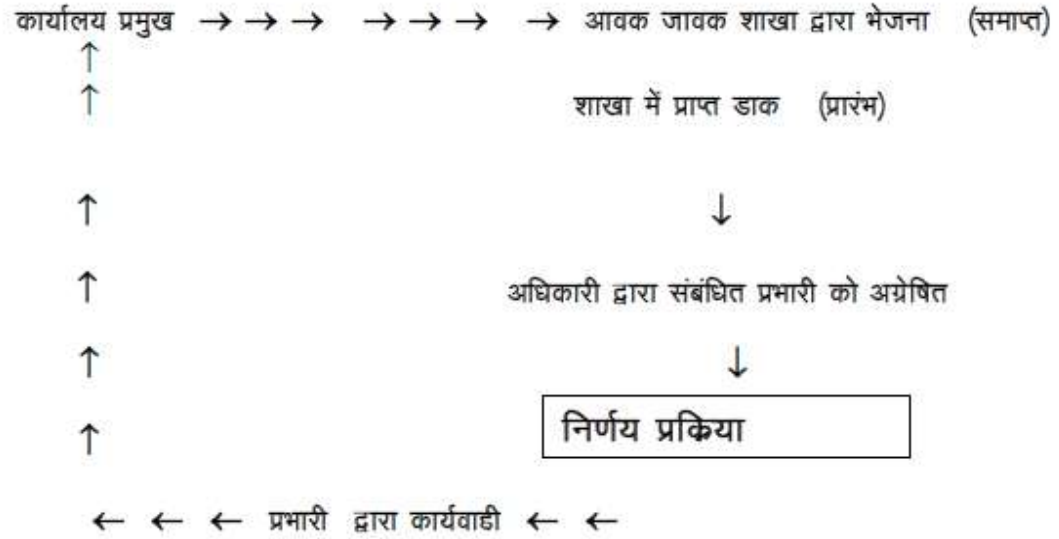 कार्यालय प्रमुख → → → → → → → आवक जावक शाखा द्वारा भेजना (समाप्त)
↑
↑ शाखा में प्राप्त डाक (प्रारंभ)
↑ ↓
↑ अधिकारी द्वारा संबंधित प्रभारी को अग्रेषित
↑ ↓
↑ निर्णय प्रकिया
← ← ← प्रभारी द्वारा कार्यवाडी ← ←